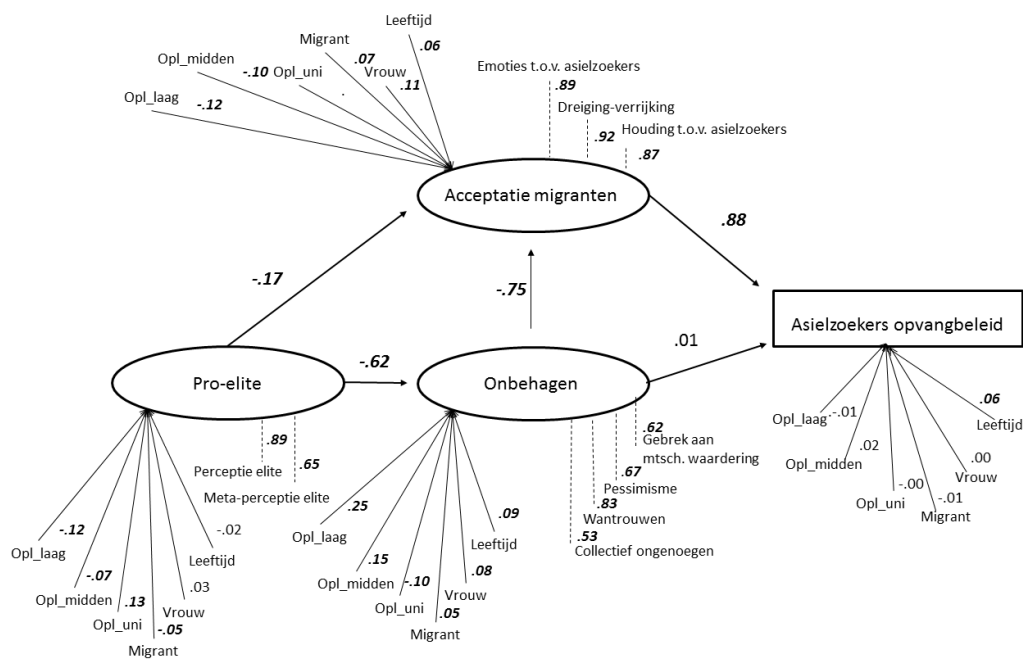 Leeftijd
Migrant
.06
Opl_midden
.07
-.10
Opl_uni
Vrouw
.11
Opl_laag
-.12
Emoties t.o.v. asielzoekers
.89
Dreiging-verrijking
.92
Houding t.o.v. asielzoekers
.87
Acceptatie migranten
.88
-.17
-.75
Asielzoekers opvangbeleid
.01
-.62
Pro-elite
Onbehagen
.89
Perceptie elite
.65
Meta-perceptie elite
.62
Gebrek aan
mtsch. waardering
.67
Pessimisme
.83
Wantrouwen
.53
Collectief ongenoegen
-.12
Opl_laag
-.07
Opl_midden
.13
Opl_uni
-.05
Migrant
.03
Vrouw
-.02
Leeftijd
.25
Opl_laag
.15
Opl_midden
-.10
Opl_uni
.05
Migrant
.08
Vrouw
.09
Leeftijd
Opl_laag
-.01
.02
Opl_midden
-.00
Opl_uni
-.01
Migrant
.00
Vrouw
.06
Leeftijd